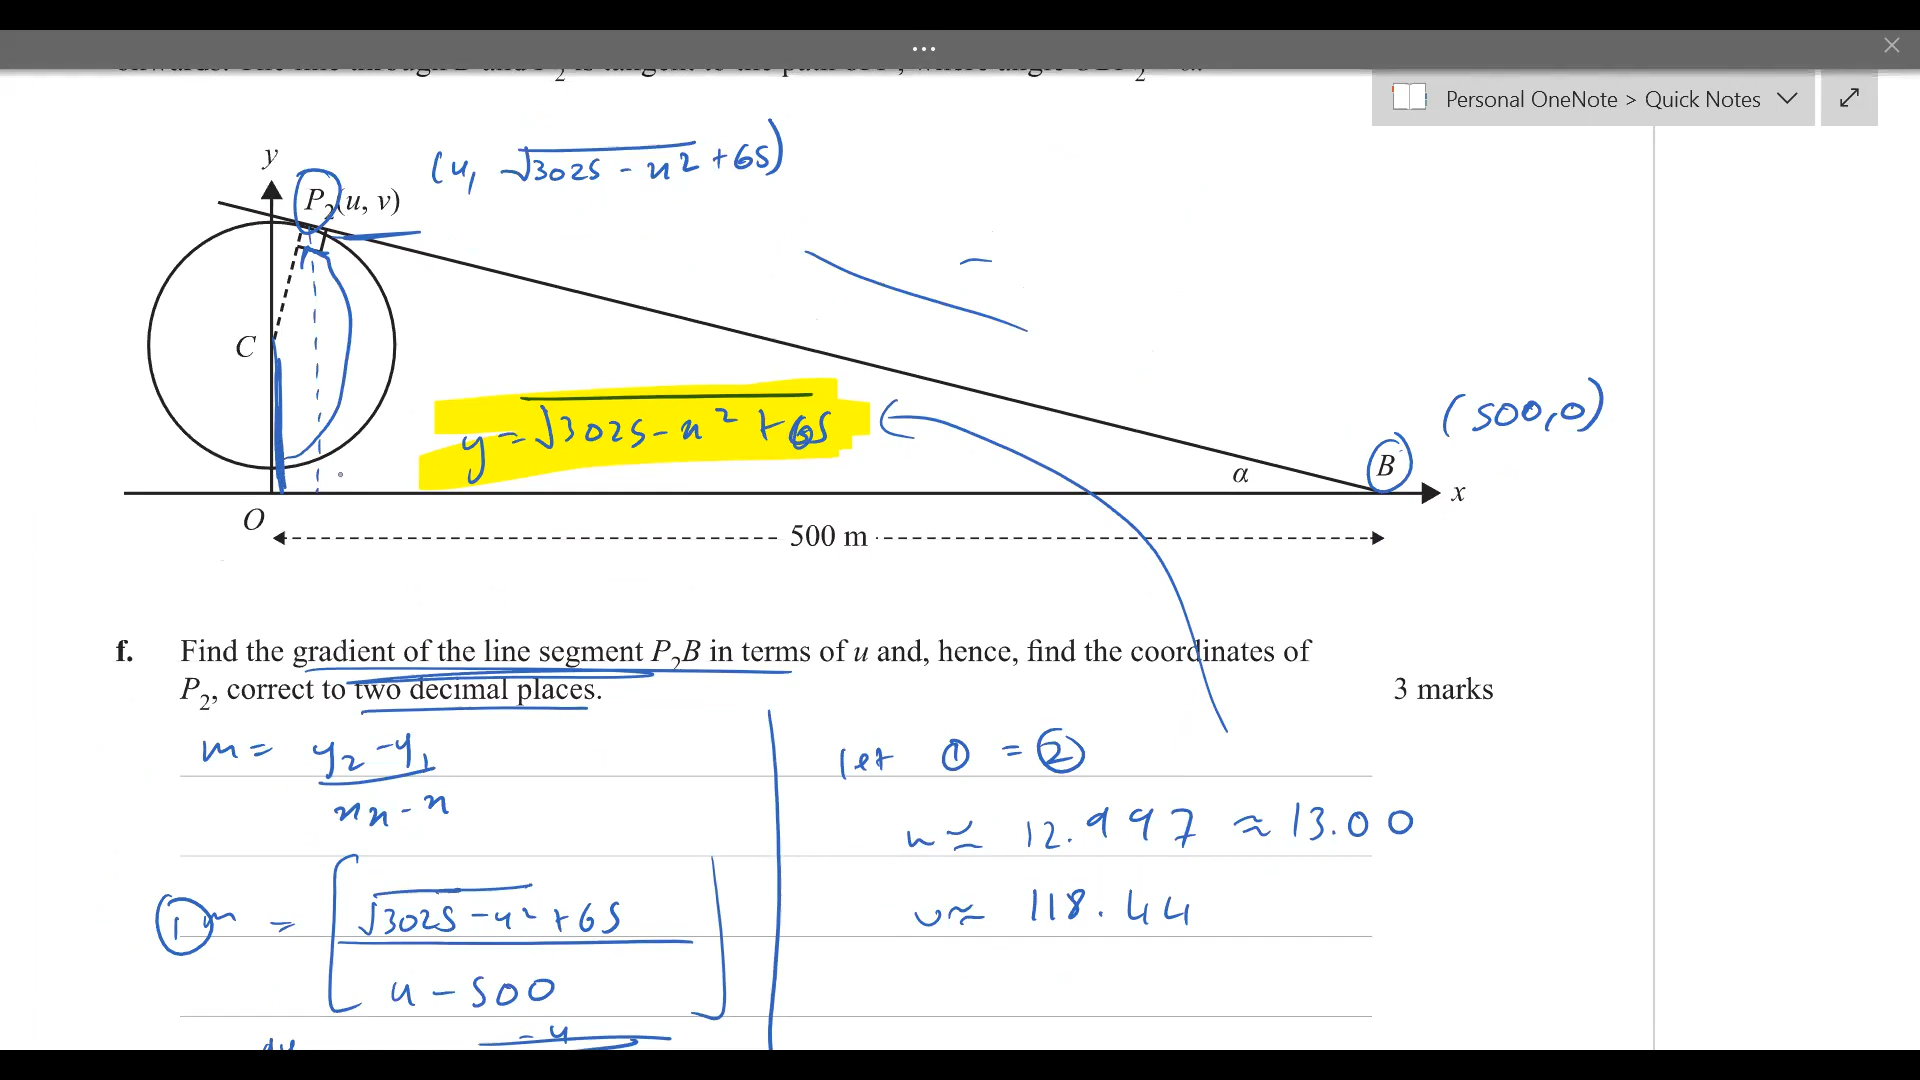 Personal OneNote > Quick Notes
(u, √3025 - x² + 65)
y
P₂(u, v)
C
(500,0)
y = √3025 - x² + 65
α
B
x
O
500 m
f. Find the gradient of the line segment P₂B in terms of u and, hence, find the coordinates of
P₂, correct to two decimal places.
3 marks
m = y₂ - y₁
x₂ - x
let ① = ②
u ≃ 12.997 ≈ 13.00
① m = [√3025 - u² + 65
u - 500]
v ≈ 118.44
- u